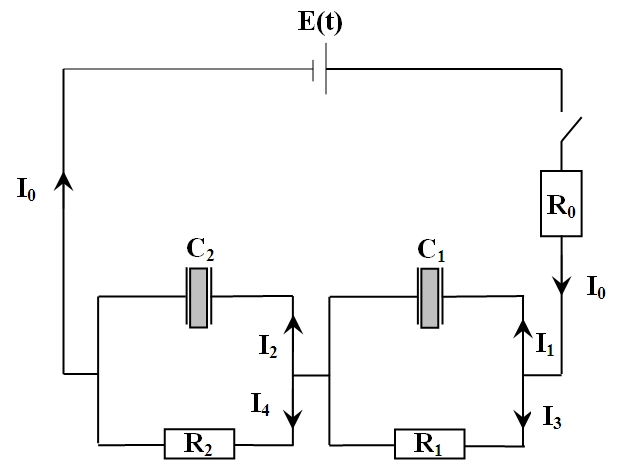 E(t)
I₀
R₀
I₀
C₂
C₁
I₂
I₁
I₄
I₃
R₂
R₁